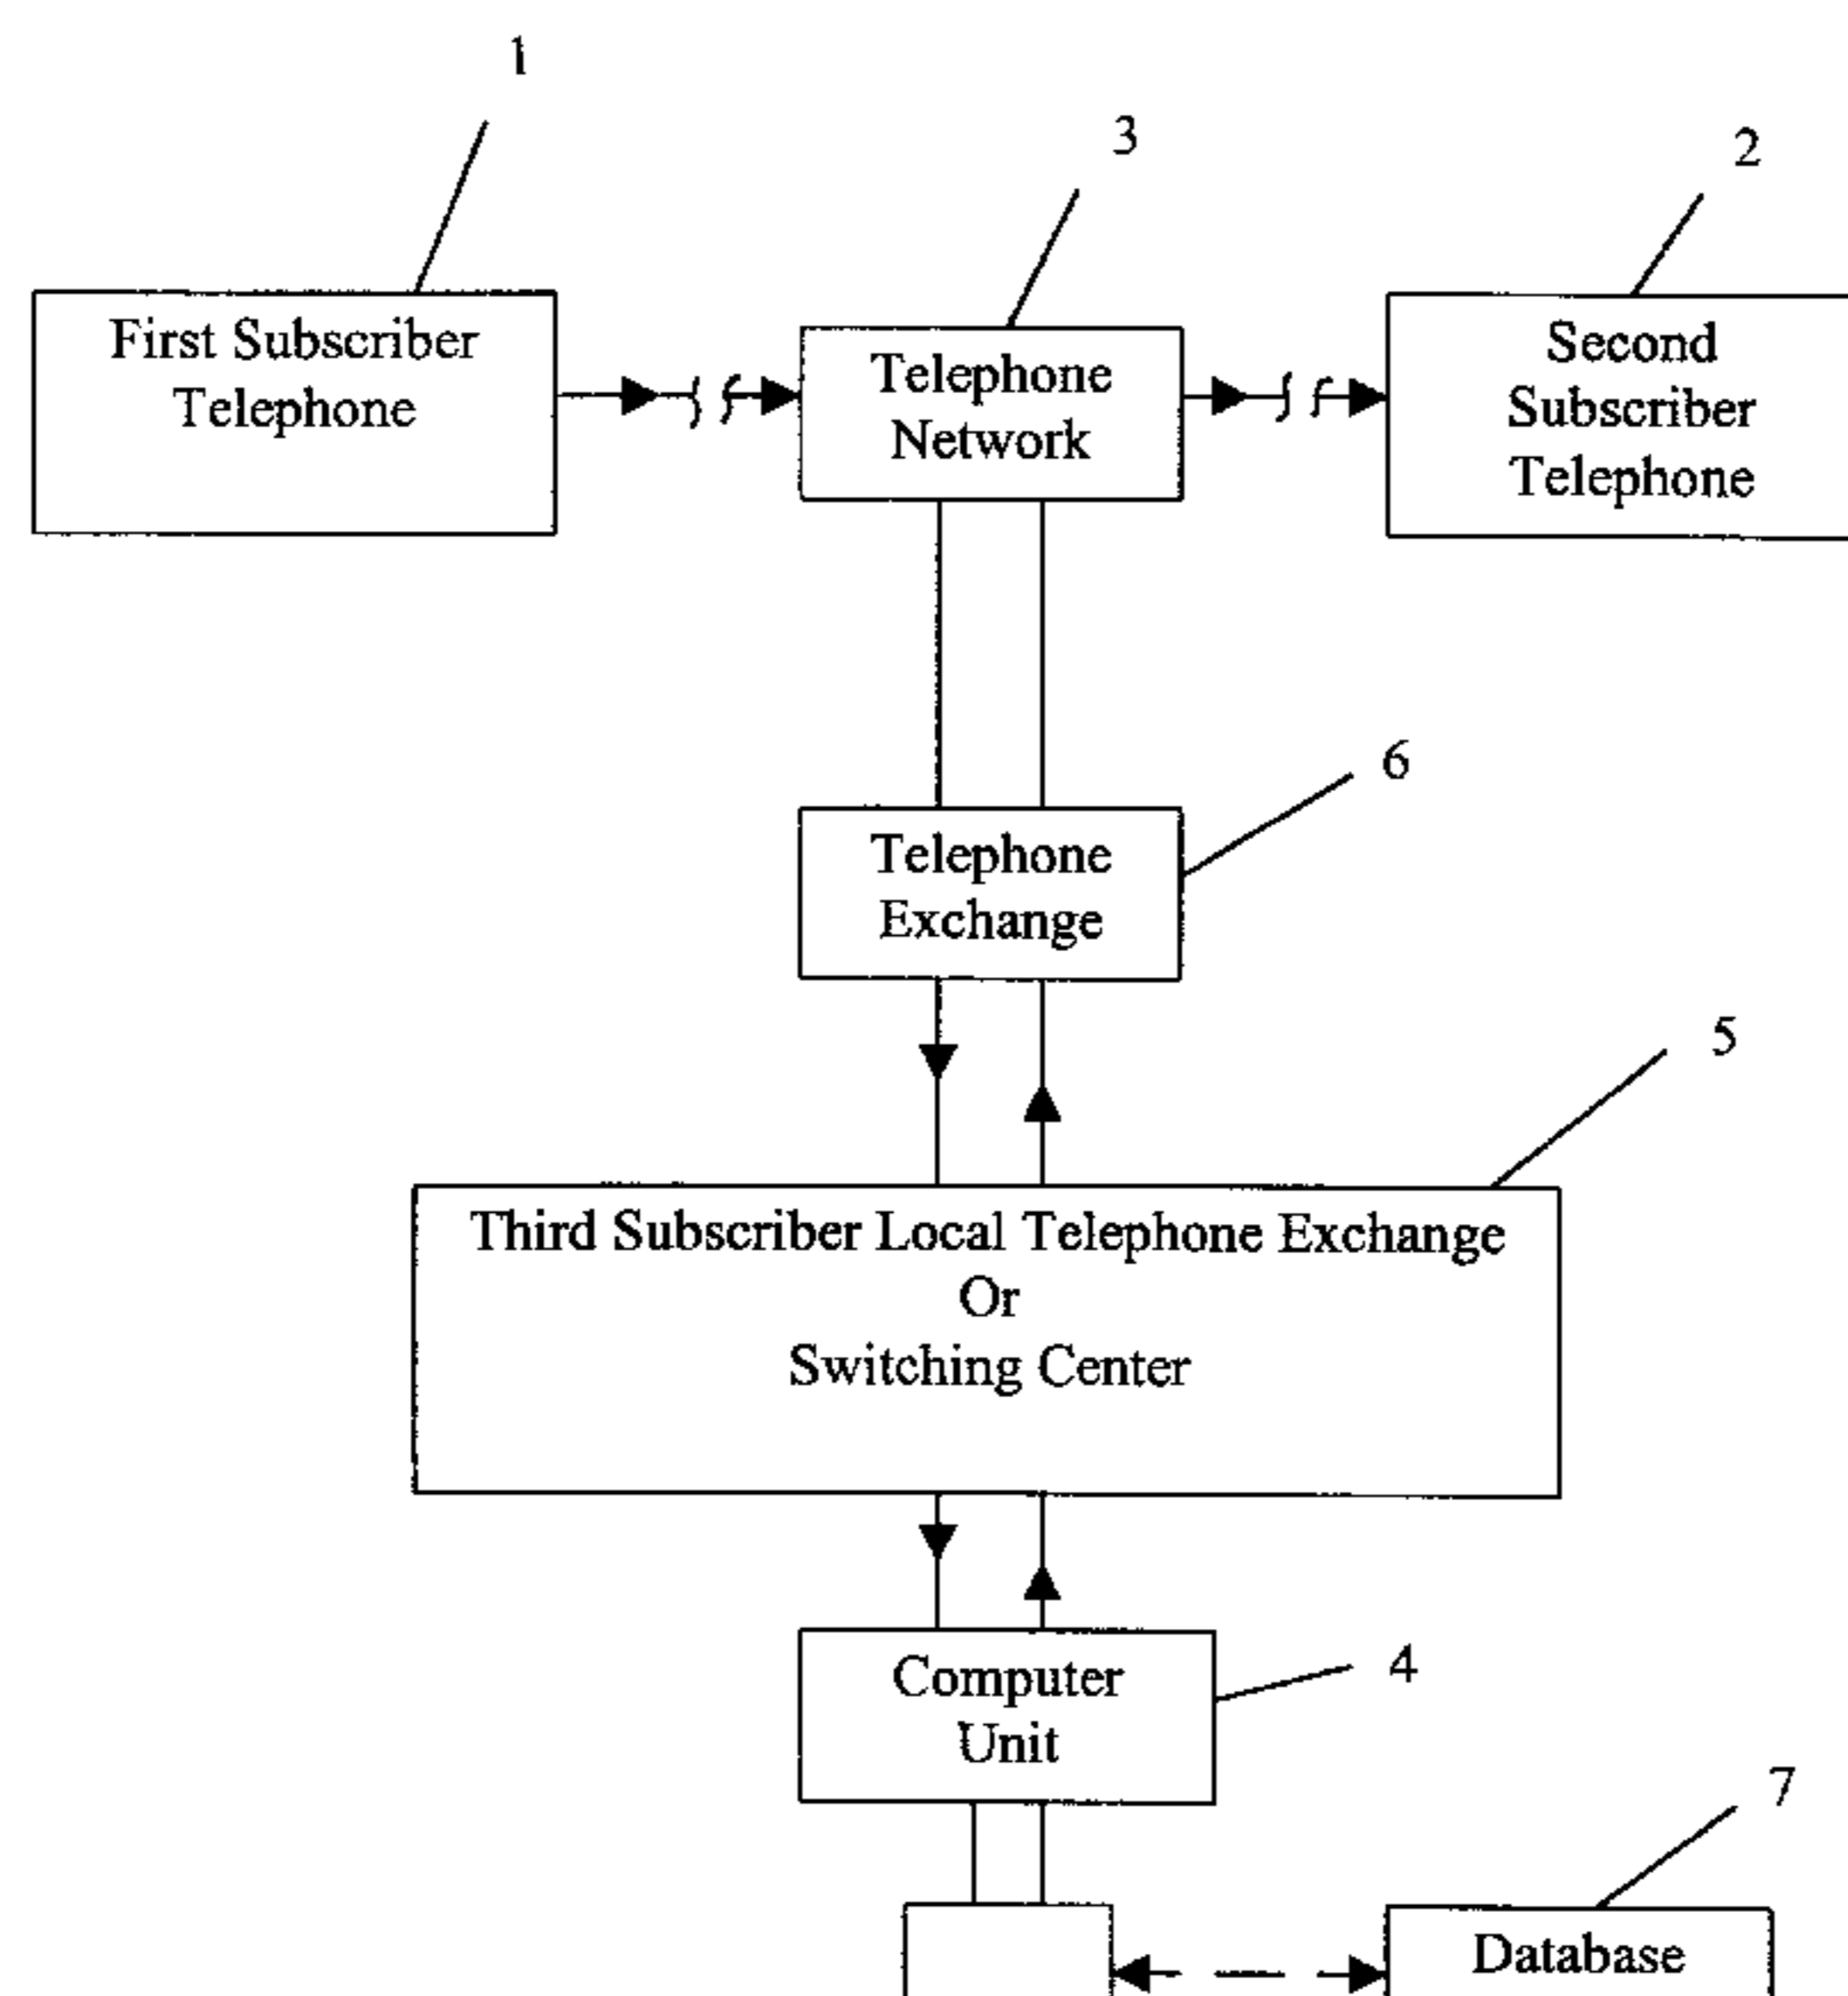 1
3
2
First Subscriber
Telephone
Telephone
Network
Second
Subscriber
Telephone
6
Telephone
Exchange
5
Third Subscriber Local Telephone Exchange
Or
Switching Center
4
Computer
Unit
7
Database